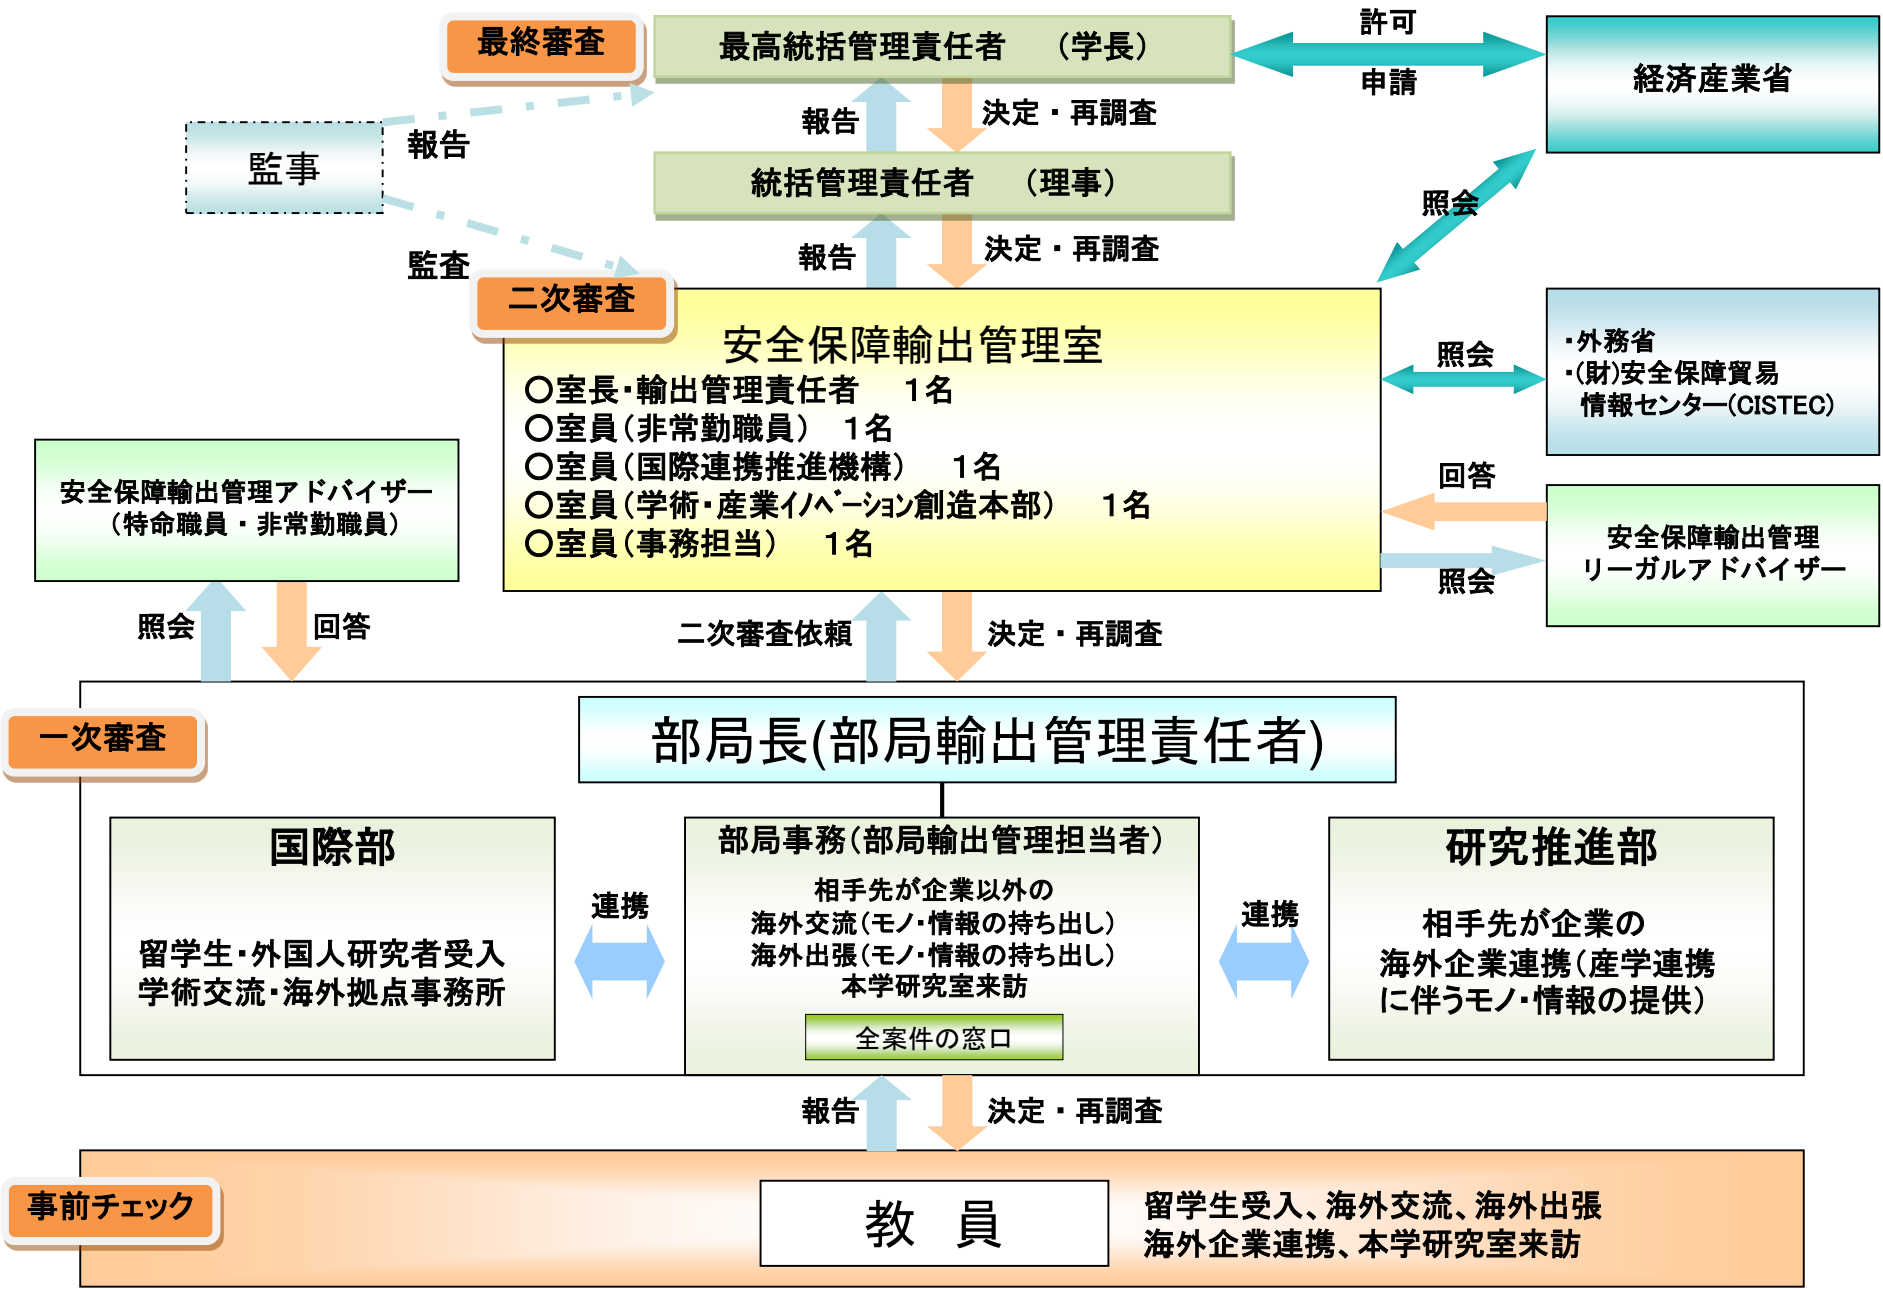 最終審査
最高統括管理責任者　（学長）
許可
申請
経済産業省
報告
決定・再調査
監事
報告
統括管理責任者　（理事）
照会
監査
報告
決定・再調査
二次審査
安全保障輸出管理室
〇室長・輸出管理責任者　１名
〇室員（非常勤職員）　１名
〇室員（国際連携推進機構）　１名
〇室員（学術・産業ｲﾉﾍﾞｰｼｮﾝ創造本部）　１名
〇室員（事務担当）　１名
照会
・外務省
・(財)安全保障貿易
情報センター(CISTEC)
回答
照会
安全保障輸出管理
リーガルアドバイザー
安全保障輸出管理アドバイザー
（特命職員・非常勤職員）
照会
回答
二次審査依頼
決定・再調査
一次審査
部局長(部局輸出管理責任者)
国際部
留学生・外国人研究者受入
学術交流・海外拠点事務所
連携
部局事務（部局輸出管理担当者）
相手先が企業以外の
海外交流（モノ・情報の持ち出し）
海外出張（モノ・情報の持ち出し）
本学研究室来訪
全案件の窓口
連携
研究推進部
相手先が企業の
海外企業連携（産学連携
に伴うモノ・情報の提供）
報告
決定・再調査
事前チェック
教　員
留学生受入、海外交流、海外出張
海外企業連携、本学研究室来訪